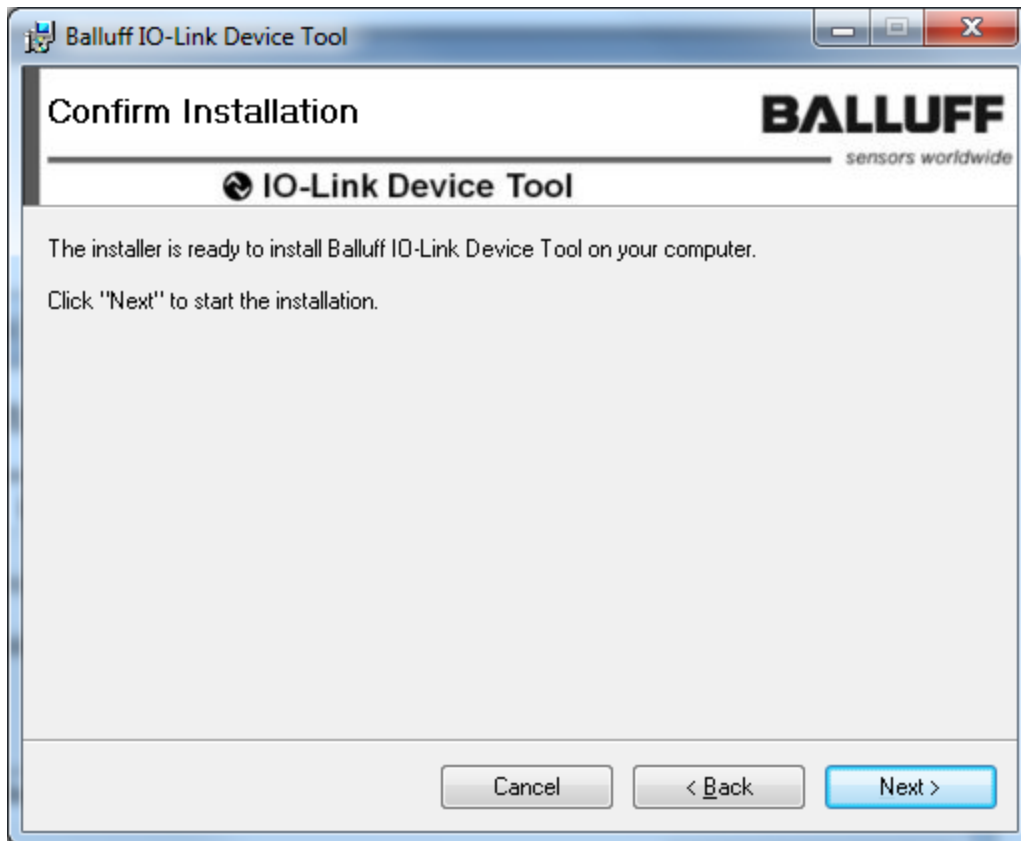 Balluff IO-Link Device Tool
Confirm Installation
BALLUFF
sensors worldwide
IO-Link Device Tool
The installer is ready to install Balluff IO-Link Device Tool on your computer.
Click "Next" to start the installation.
Cancel
< Back
Next >